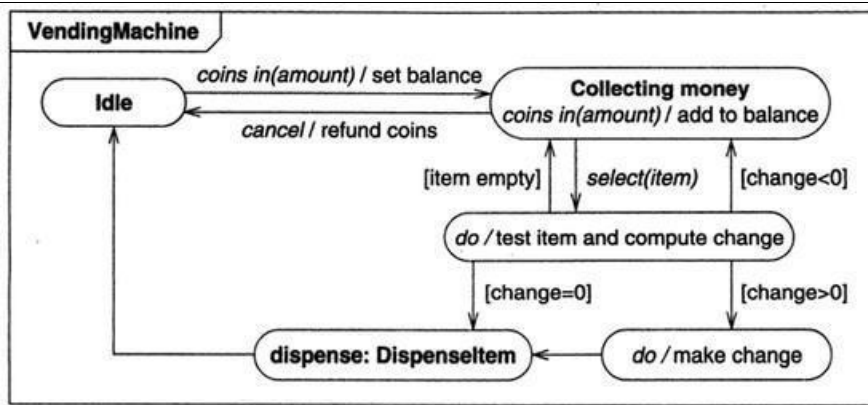 VendingMachine
coins in(amount) / set balance
Idle
Collecting money
coins in(amount) / add to balance
cancel / refund coins
[item empty]
select(item)
[change<0]
do / test item and compute change
[change=0]
[change>0]
dispense: DispenseItem
do / make change